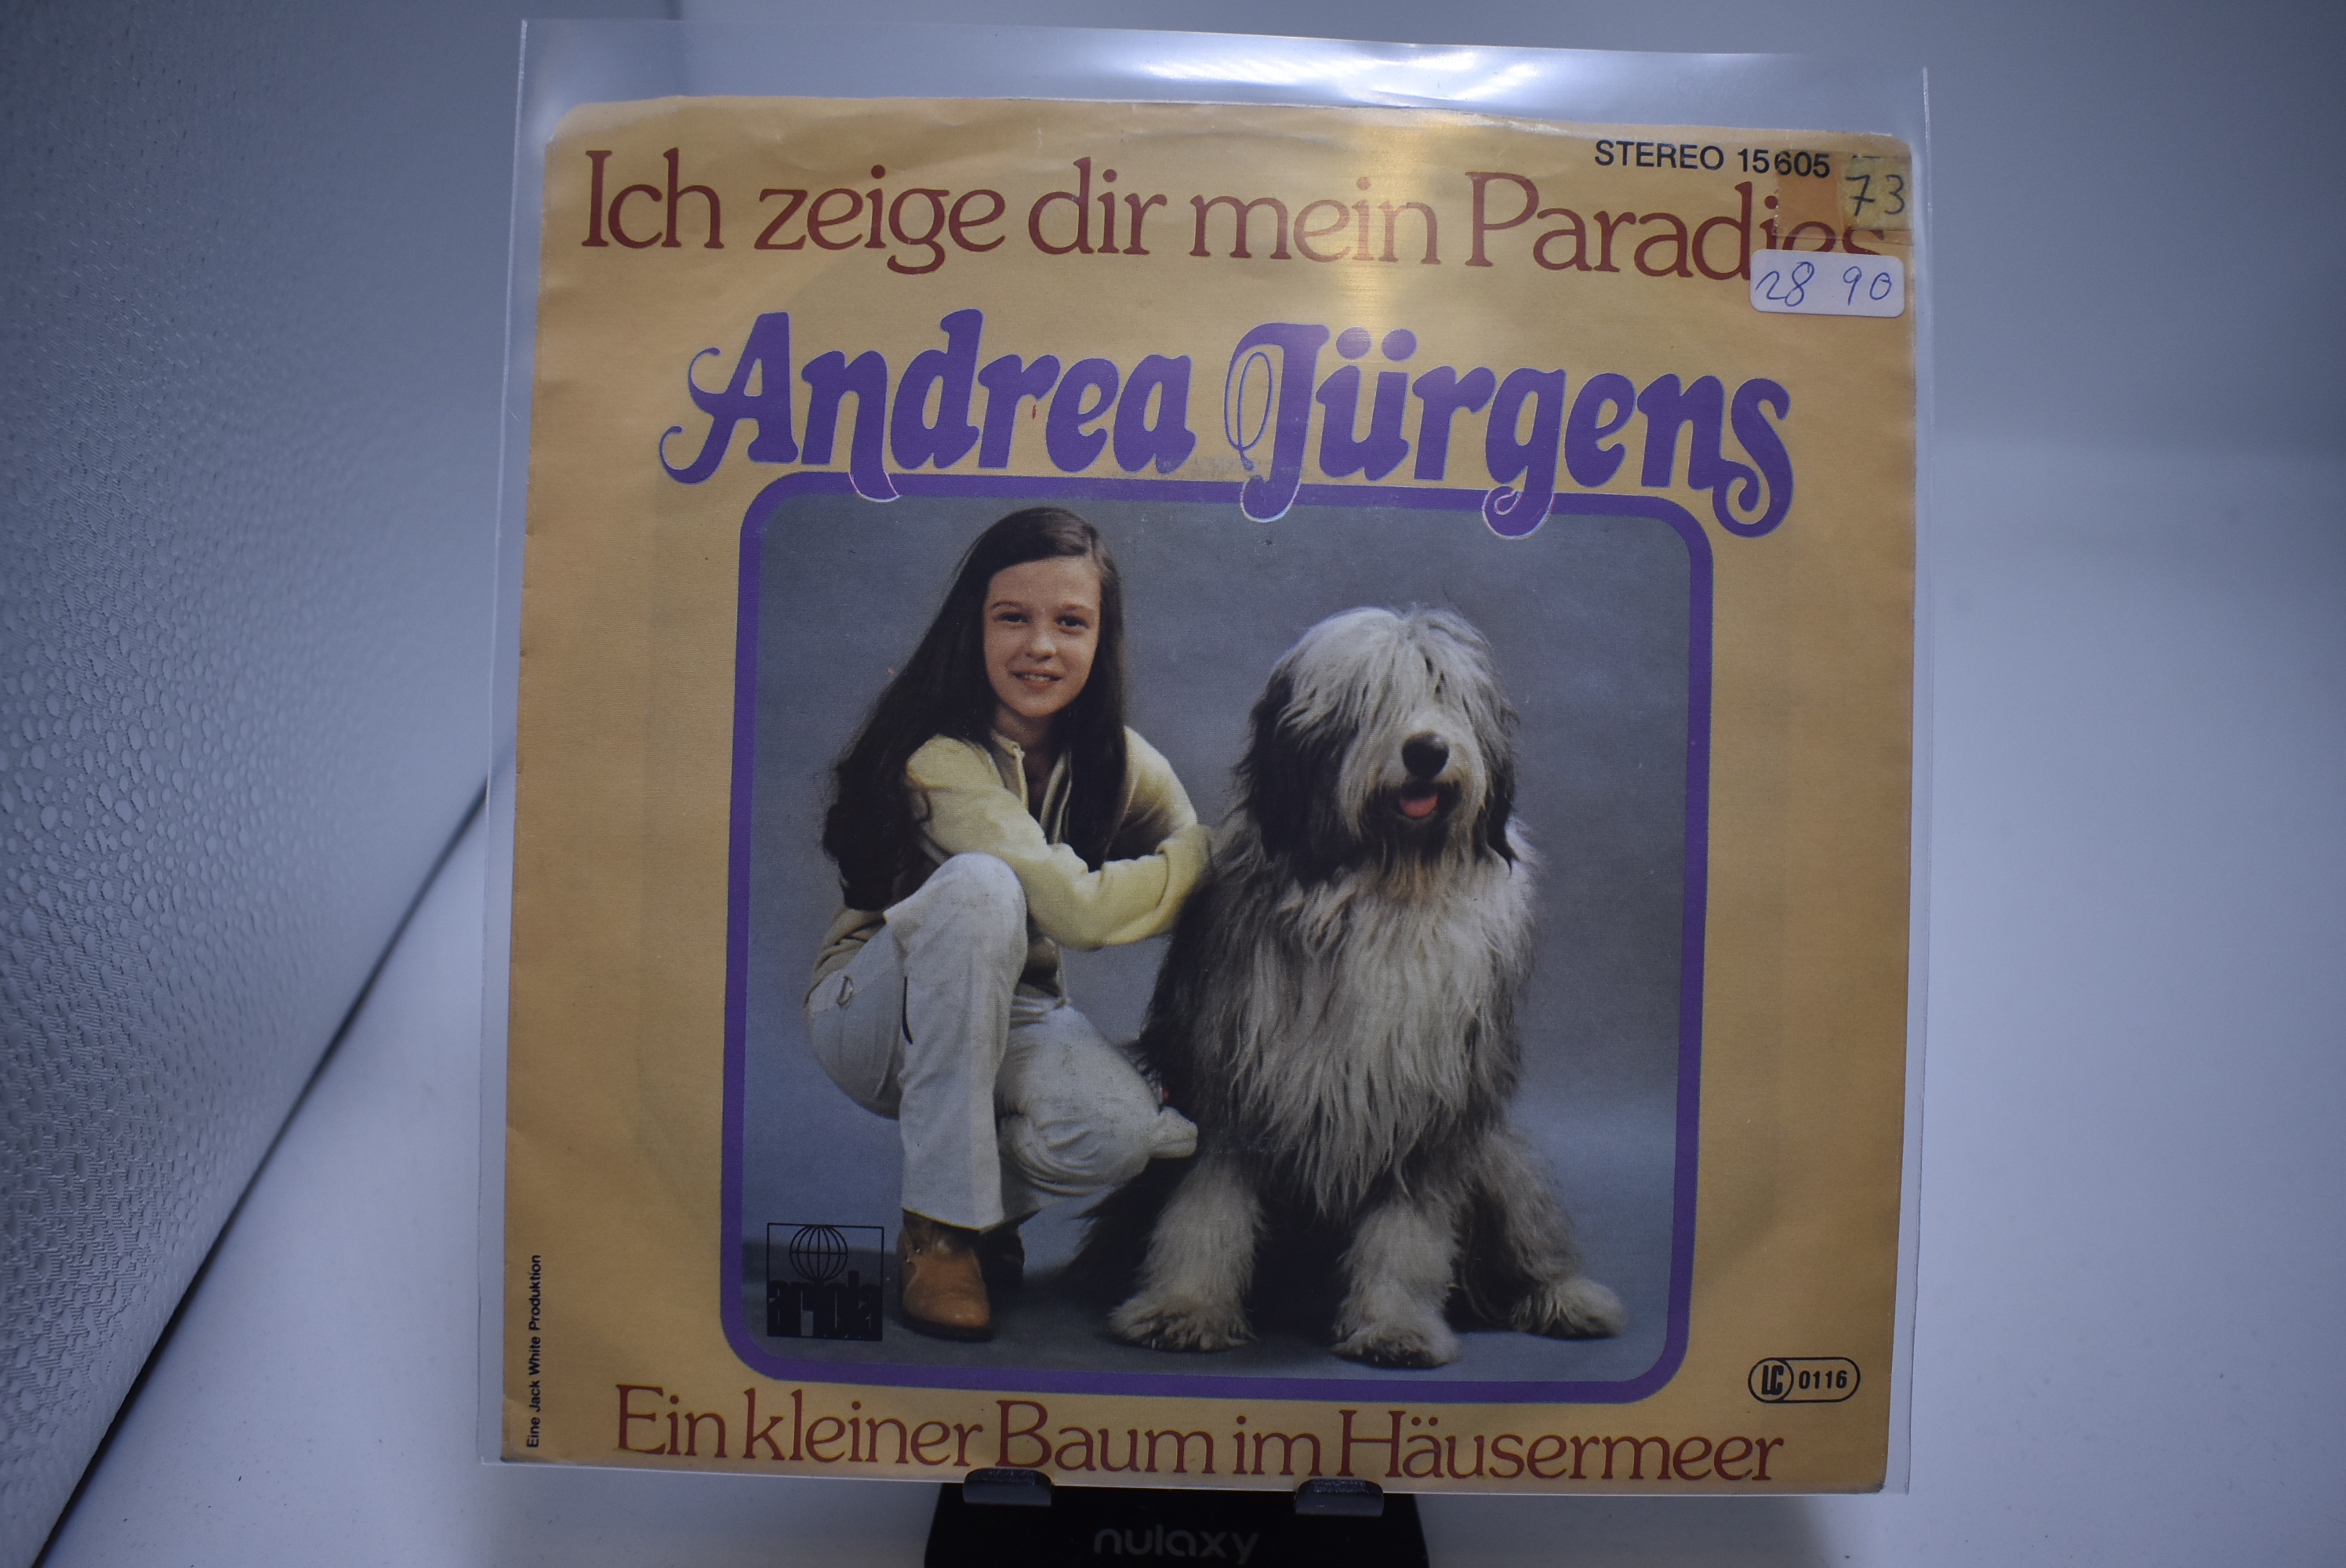 STEREO 15605
73
Ich zeige dir mein Paradies
28 90
Andrea Jürgens
ariola
Eine Jack White Produktion
LC 0116
Ein kleiner Baum im Häusermeer
nulaxy